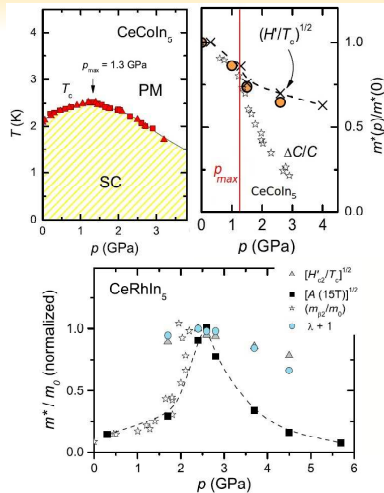 CeCoIn5
pmax = 1.3 GPa
Tc
PM
SC
T (K)
5
4
3
2
1
0
0 1 2 3
p (GPa)
(H'/Tc)^1/2
ΔC/C
pmax
CeCoIn5
1.0
0.5
0.0
m*(p)/m*(0)
0 1 2 3 4
p (GPa)
CeRhIn5
[H'c2/Tc]^1/2
[A (15T)]^1/2
(mβ2/m0)
λ + 1
m* / m0 (normalized)
1.5
1.0
0.5
0.0
0 1 2 3 4 5 6
p (GPa)